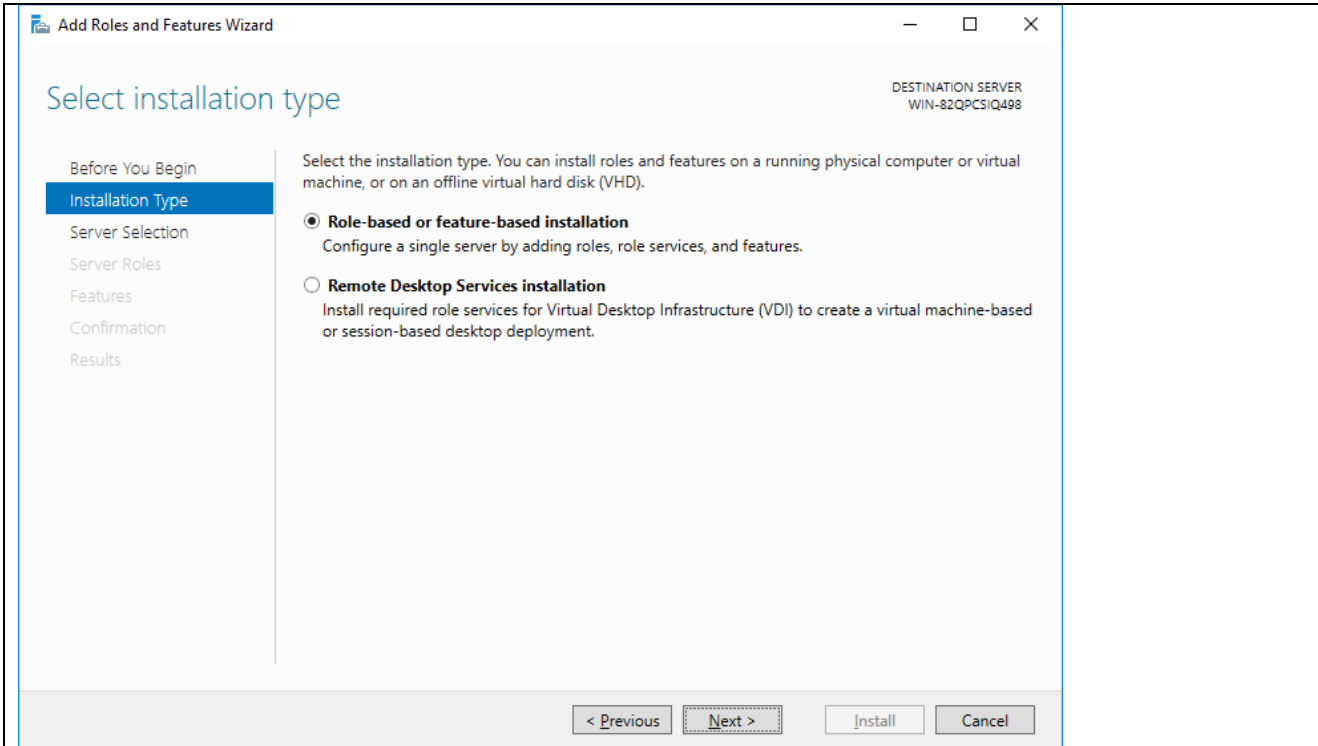 Add Roles and Features Wizard
Select installation type
DESTINATION SERVER
WIN-82QPCSIQ498
Before You Begin
Installation Type
Server Selection
Server Roles
Features
Confirmation
Results
Select the installation type. You can install roles and features on a running physical computer or virtual
machine, or on an offline virtual hard disk (VHD).
Role-based or feature-based installation
Configure a single server by adding roles, role services, and features.
Remote Desktop Services installation
Install required role services for Virtual Desktop Infrastructure (VDI) to create a virtual machine-based
or session-based desktop deployment.
< Previous
Next >
Install
Cancel